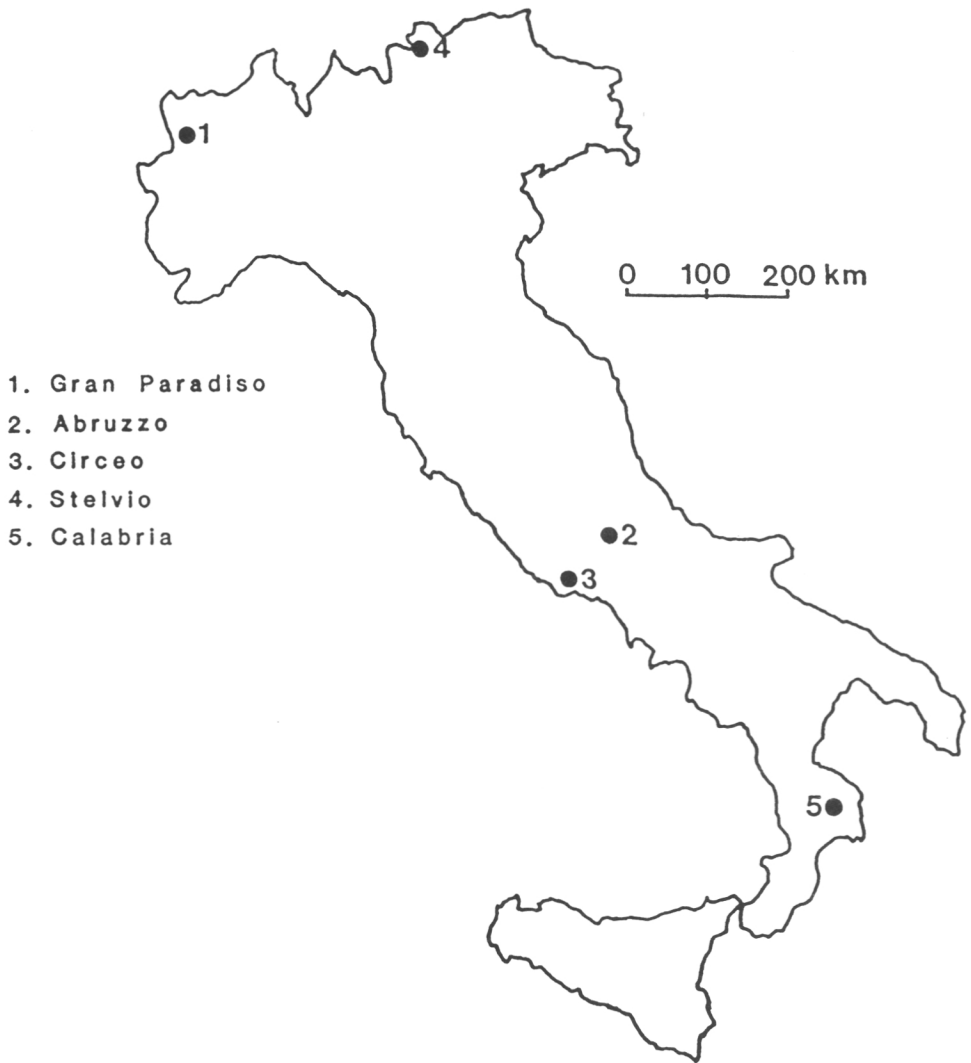 4
1
0 100 200 km
1. Gran Paradiso
2. Abruzzo
3. Circeo
4. Stelvio
5. Calabria
2
3
5